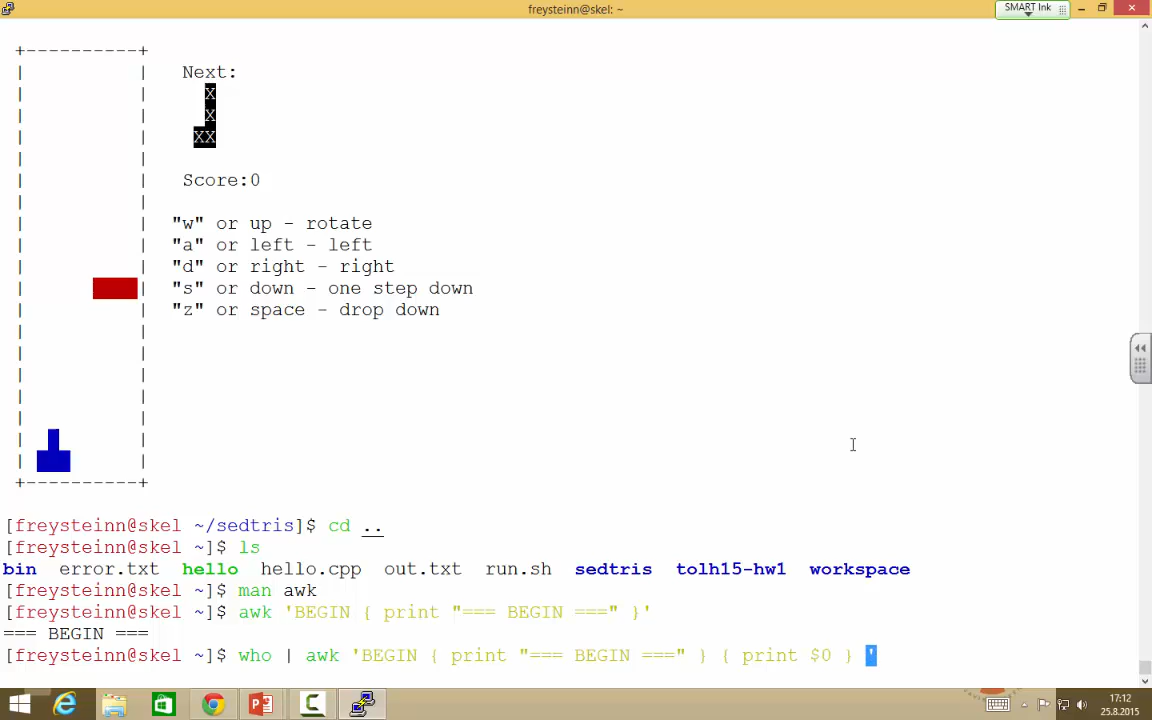 freysteinn@skel: ~
SMART Ink
+----------+
| | Next:
| | X
| | X
| | XX
| |
| | Score:0
| |
| | "w" or up - rotate
| | "a" or left - left
| | "d" or right - right
| | "s" or down - one step down
| | "z" or space - drop down
| |
| |
| |
| |
| |
| |
| |
+----------+
[freysteinn@skel ~/sedtris]$ cd ..
[freysteinn@skel ~]$ ls
bin error.txt hello hello.cpp out.txt run.sh sedtris tolh15-hw1 workspace
[freysteinn@skel ~]$ man awk
[freysteinn@skel ~]$ awk 'BEGIN { print "=== BEGIN ===" }'
=== BEGIN ===
[freysteinn@skel ~]$ who | awk 'BEGIN { print "=== BEGIN ===" } { print $0 } '
17:12
25.8.2015